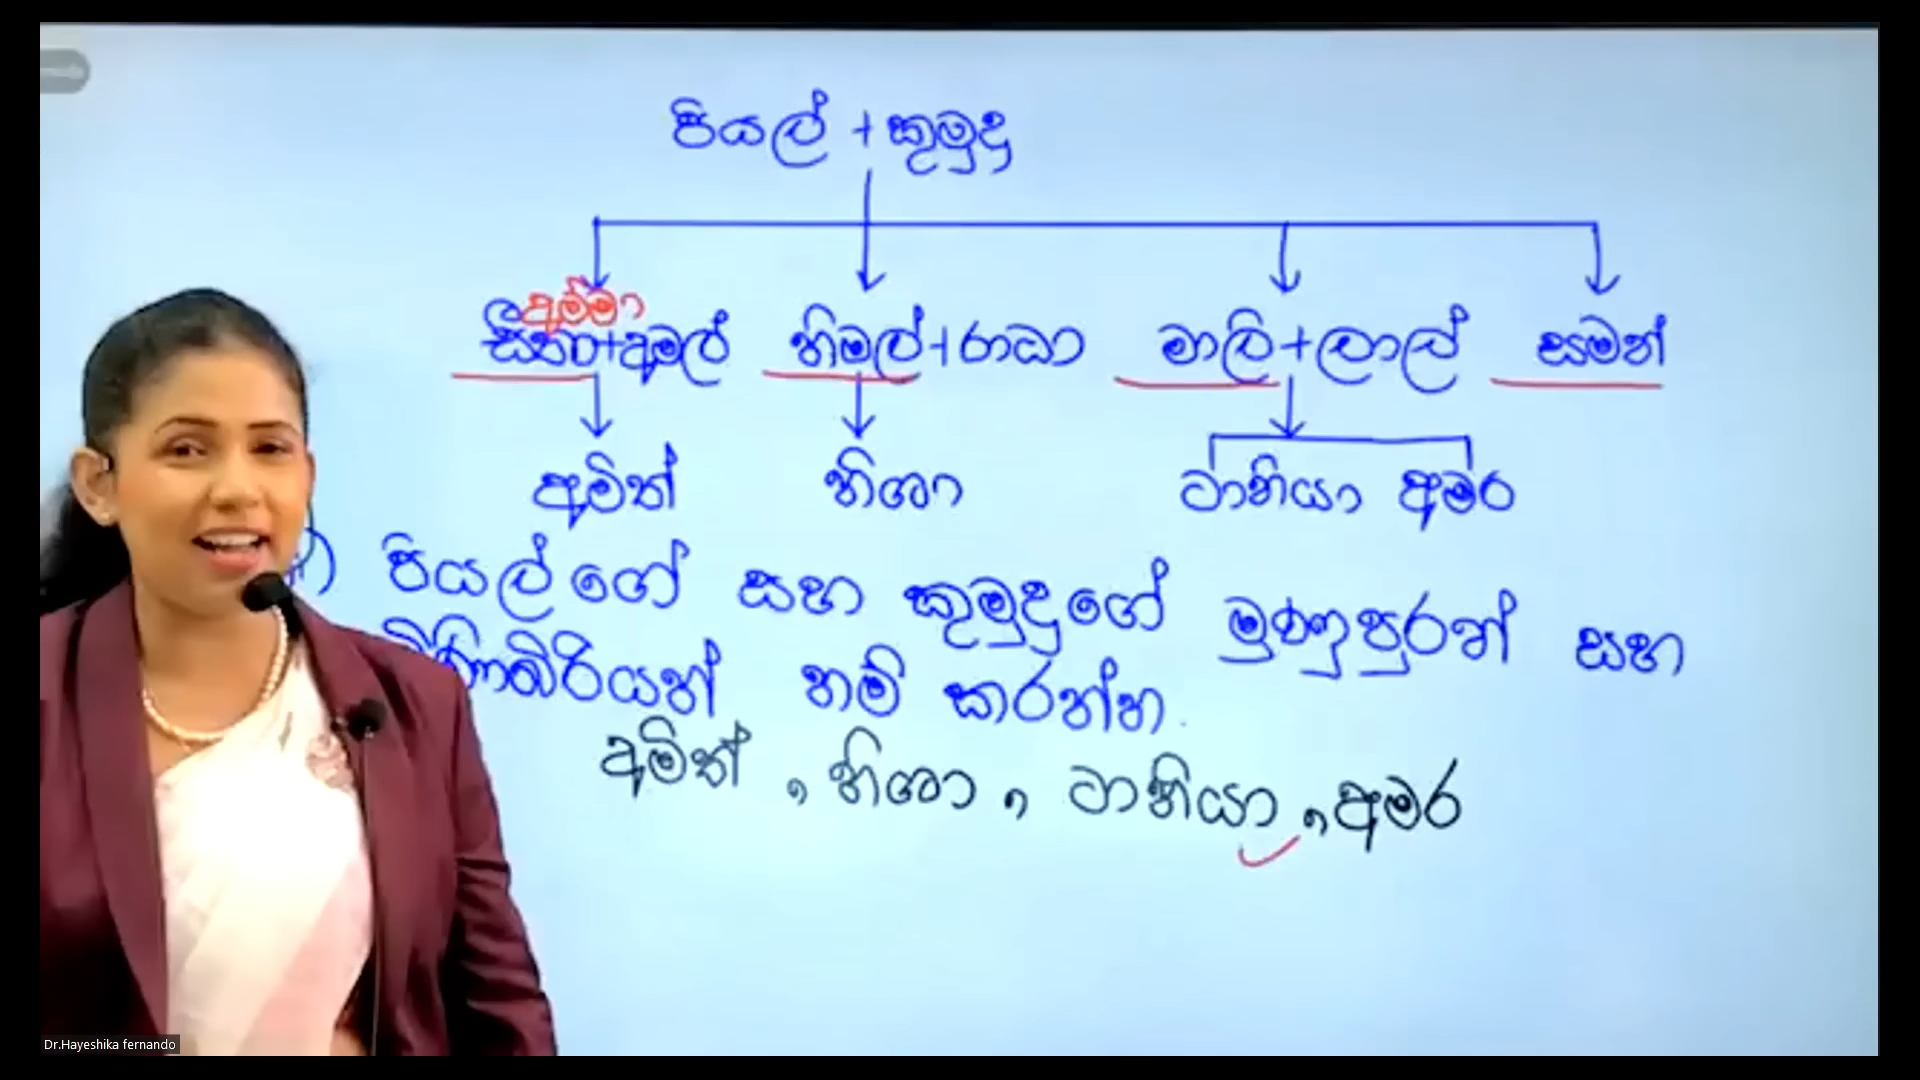 පියල් + කුමුදු
අම්මා
සීතා+අමල් නිමල්+රාධා මාලි+ලාල් සමන්
අමිත් නිශා ටානියා අමර
) පියල්ගේ සහ කුමුදුගේ මුණුපුරන් සහ
මිණිබිරියන් නම් කරන්න.
අමිත් , නිශා , ටානියා , අමර
Dr.Hayeshika fernando